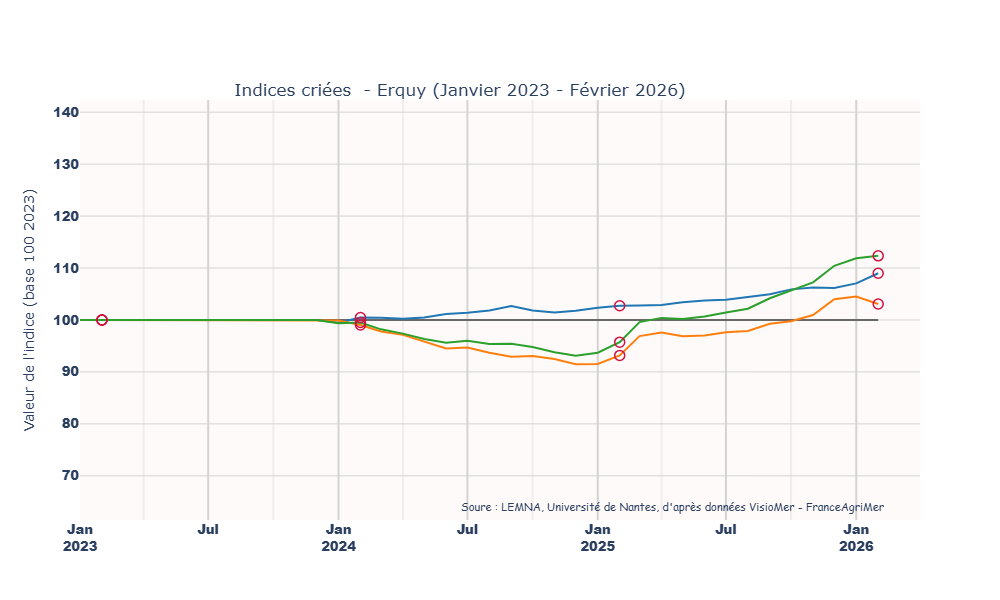 Indices criées  - Erquy (Janvier 2023 - Février 2026)
Valeur de l'indice (base 100 2023)
140
130
120
110
100
90
80
70
Soure : LEMNA, Université de Nantes, d'après données VisioMer - FranceAgriMer
Jan
2023
Jul
Jan
2024
Jul
Jan
2025
Jul
Jan
2026